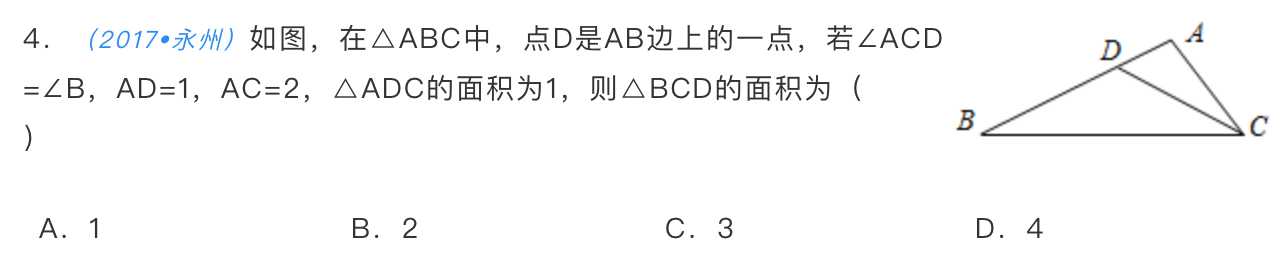 4. （2017•永州）如图，在△ABC中，点D是AB边上的一点，若∠ACD
=∠B，AD=1，AC=2，△ADC的面积为1，则△BCD的面积为（
）
A
D
B
C
A. 1 B. 2 C. 3 D. 4